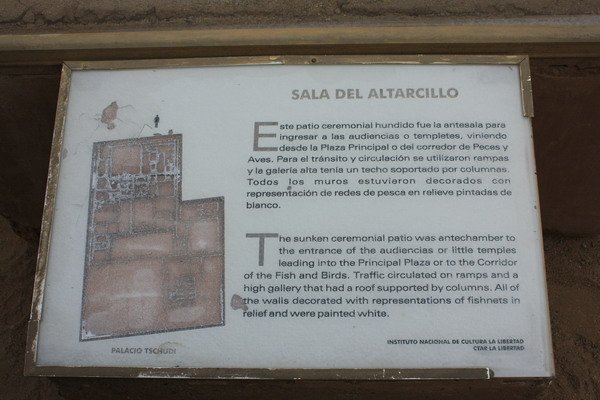 SALA DEL ALTARCILLO
Este patio ceremonial hundido fue la antesala para
ingresar a las audiencias o templetes, viniendo
desde la Plaza Principal o del corredor de Peces y
Aves. Para el tránsito y circulación se utilizaron rampas
y la galería alta tenía un techo soportado por columnas.
Todos los muros estuvieron decorados con
representación de redes de pesca en relieve pintadas de
blanco.
The sunken ceremonial patio was antechamber to
the entrance of the audiencias or little temples
leading into the Principal Plaza or to the Corridor
of the Fish and Birds. Traffic circulated on ramps and a
high gallery that had a roof supported by columns. All of
the walls decorated with representations of fishnets in
relief and were painted white.
PALACIO TSCHUDI
INSTITUTO NACIONAL DE CULTURA LA LIBERTAD
CTAR LA LIBERTAD